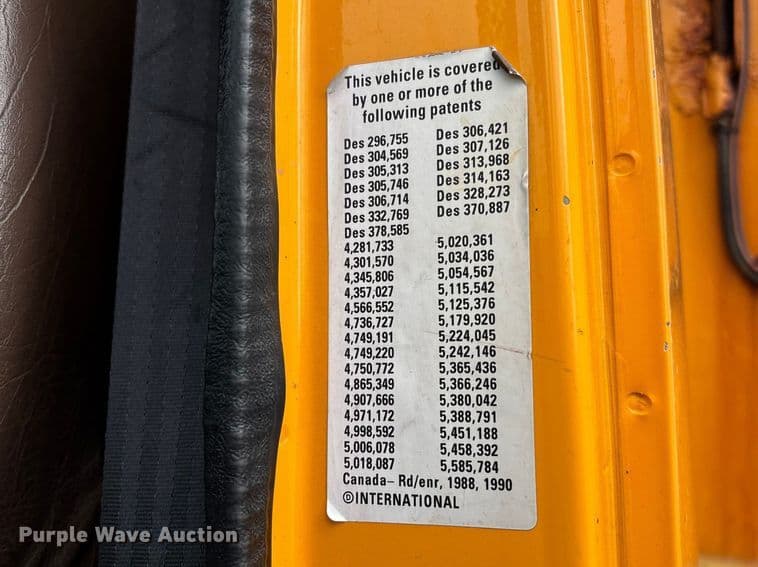 This vehicle is covered
by one or more of the
following patents
Des 296,755 Des 306,421
Des 304,569 Des 307,126
Des 305,313 Des 313,968
Des 305,746 Des 314,163
Des 306,714 Des 328,273
Des 332,769 Des 370,887
Des 378,585
4,281,733 5,020,361
4,301,570 5,034,036
4,345,806 5,054,567
4,357,027 5,115,542
4,566,552 5,125,376
4,736,727 5,179,920
4,749,191 5,224,045
4,749,220 5,242,146
4,750,772 5,365,436
4,865,349 5,366,246
4,907,666 5,380,042
4,971,172 5,388,791
4,998,592 5,451,188
5,006,078 5,458,392
5,018,087 5,585,784
Canada– Rd/enr, 1988, 1990
©INTERNATIONAL
Purple Wave Auction